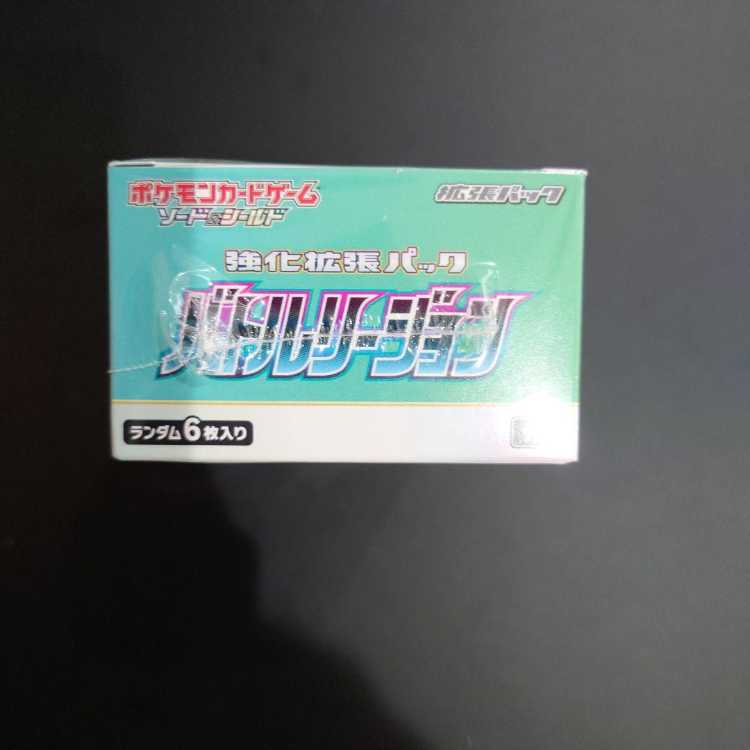 ポケモンカードゲーム
ソード&シールド
拡張パック
強化拡張パック
バトルリージョン
ランダム6枚入り